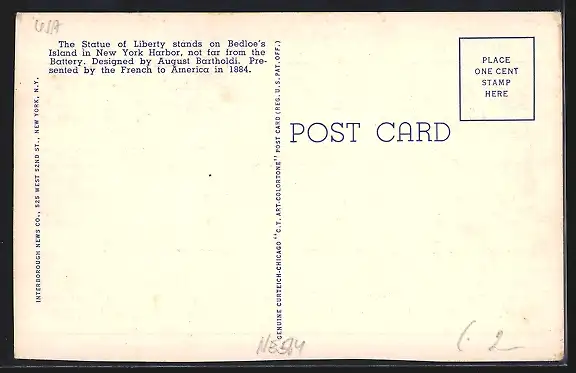 USA
The Statue of Liberty stands on Bedloe's
Island in New York Harbor, not far from the
Battery. Designed by August Bartholdi. Pre-
sented by the French to America in 1884.
INTERBOROUGH NEWS CO., 525 WEST 52ND ST., NEW YORK, N.Y.
GENUINE CURTEICH-CHICAGO "C.T. ART-COLORTONE" POST CARD (REG. U.S. PAT. OFF.)
POST CARD
PLACE
ONE CENT
STAMP
HERE